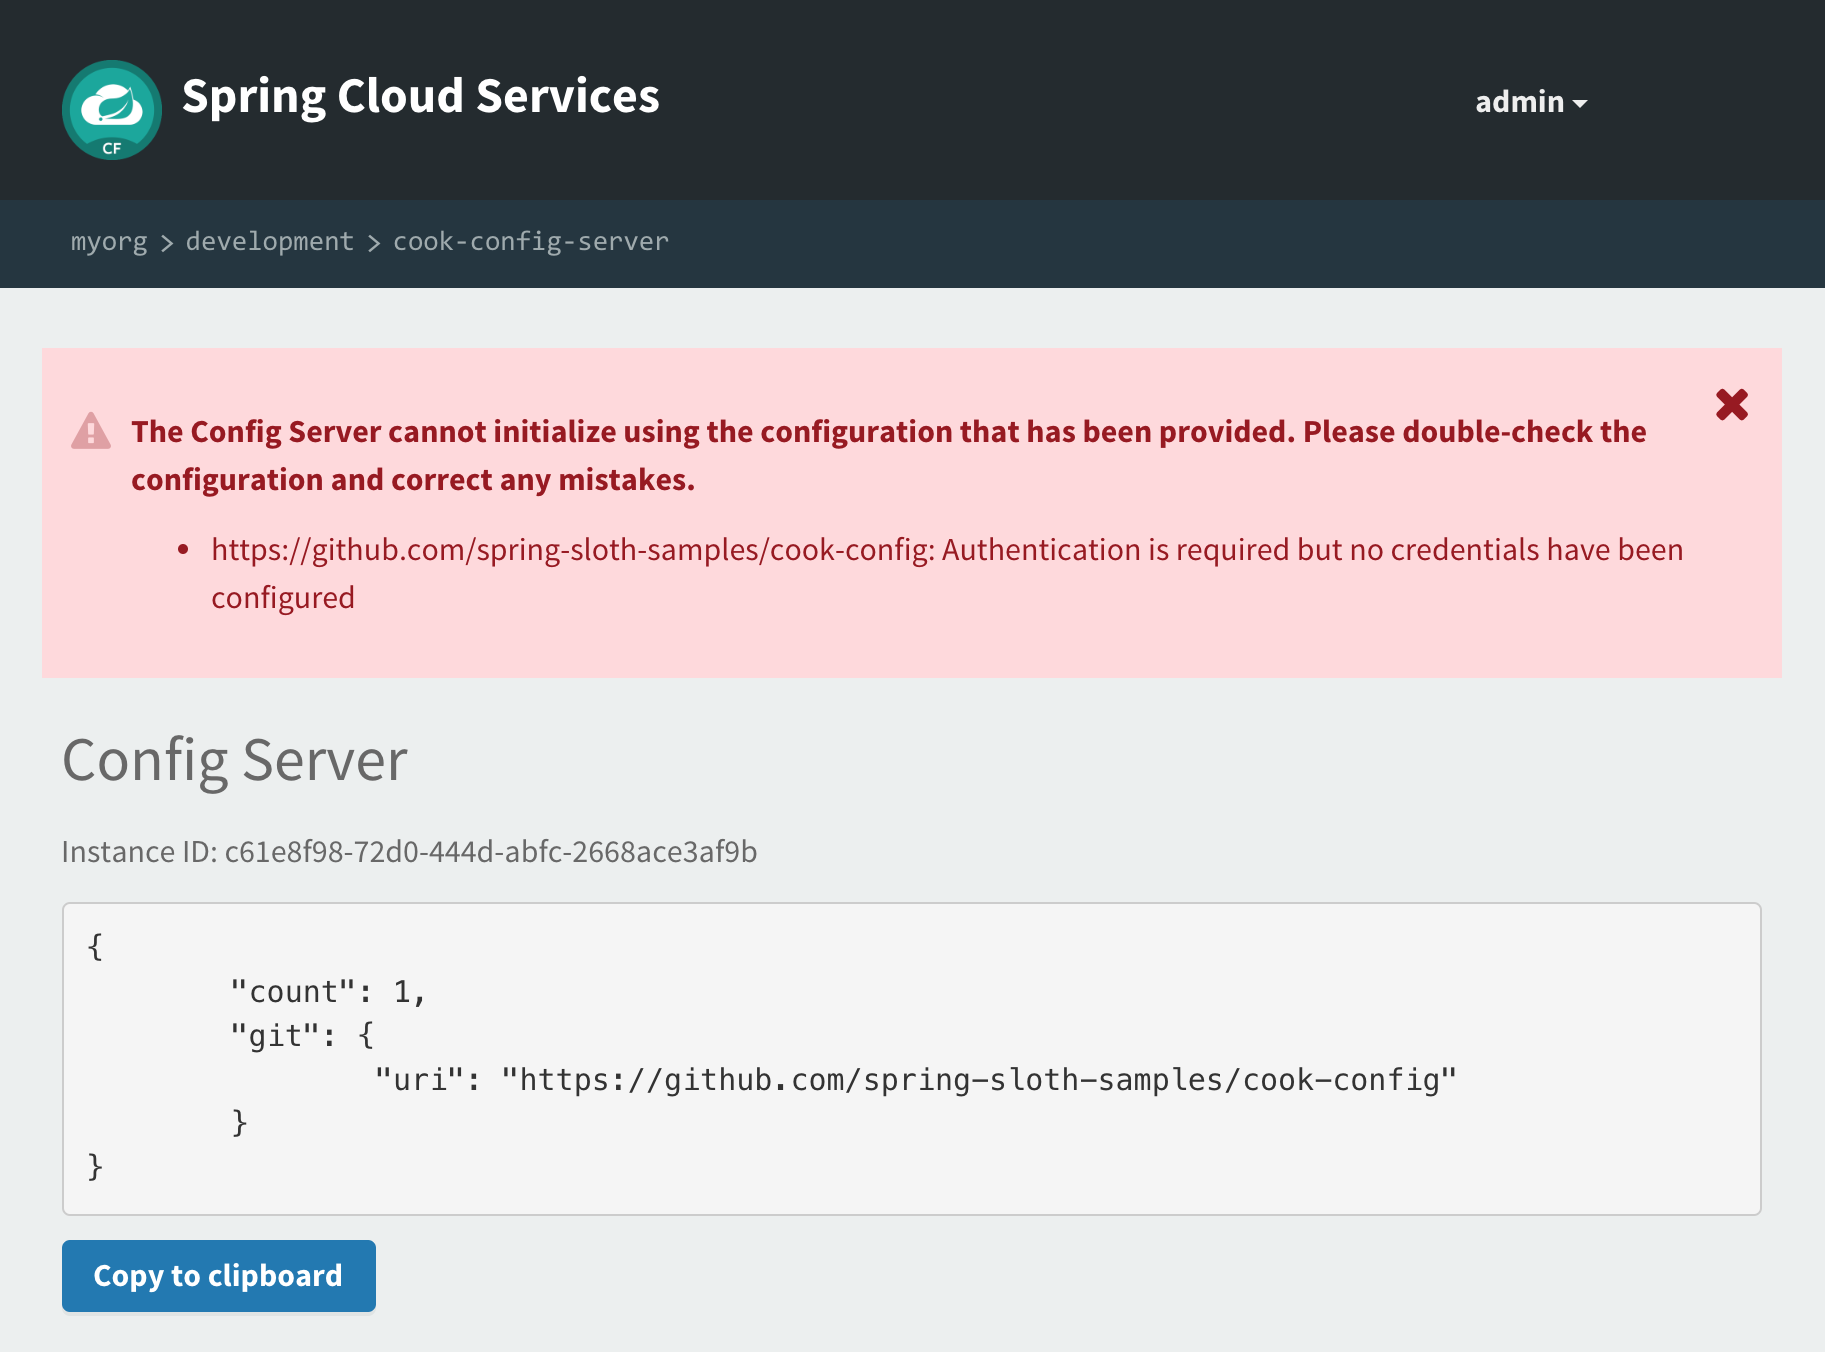 CF
Spring Cloud Services
admin
myorg > development > cook-config-server
The Config Server cannot initialize using the configuration that has been provided. Please double-check the
configuration and correct any mistakes.
• https://github.com/spring-sloth-samples/cook-config: Authentication is required but no credentials have been
configured
Config Server
Instance ID: c61e8f98-72d0-444d-abfc-2668ace3af9b
{
"count": 1,
"git": {
"uri": "https://github.com/spring-sloth-samples/cook-config"
}
}
Copy to clipboard